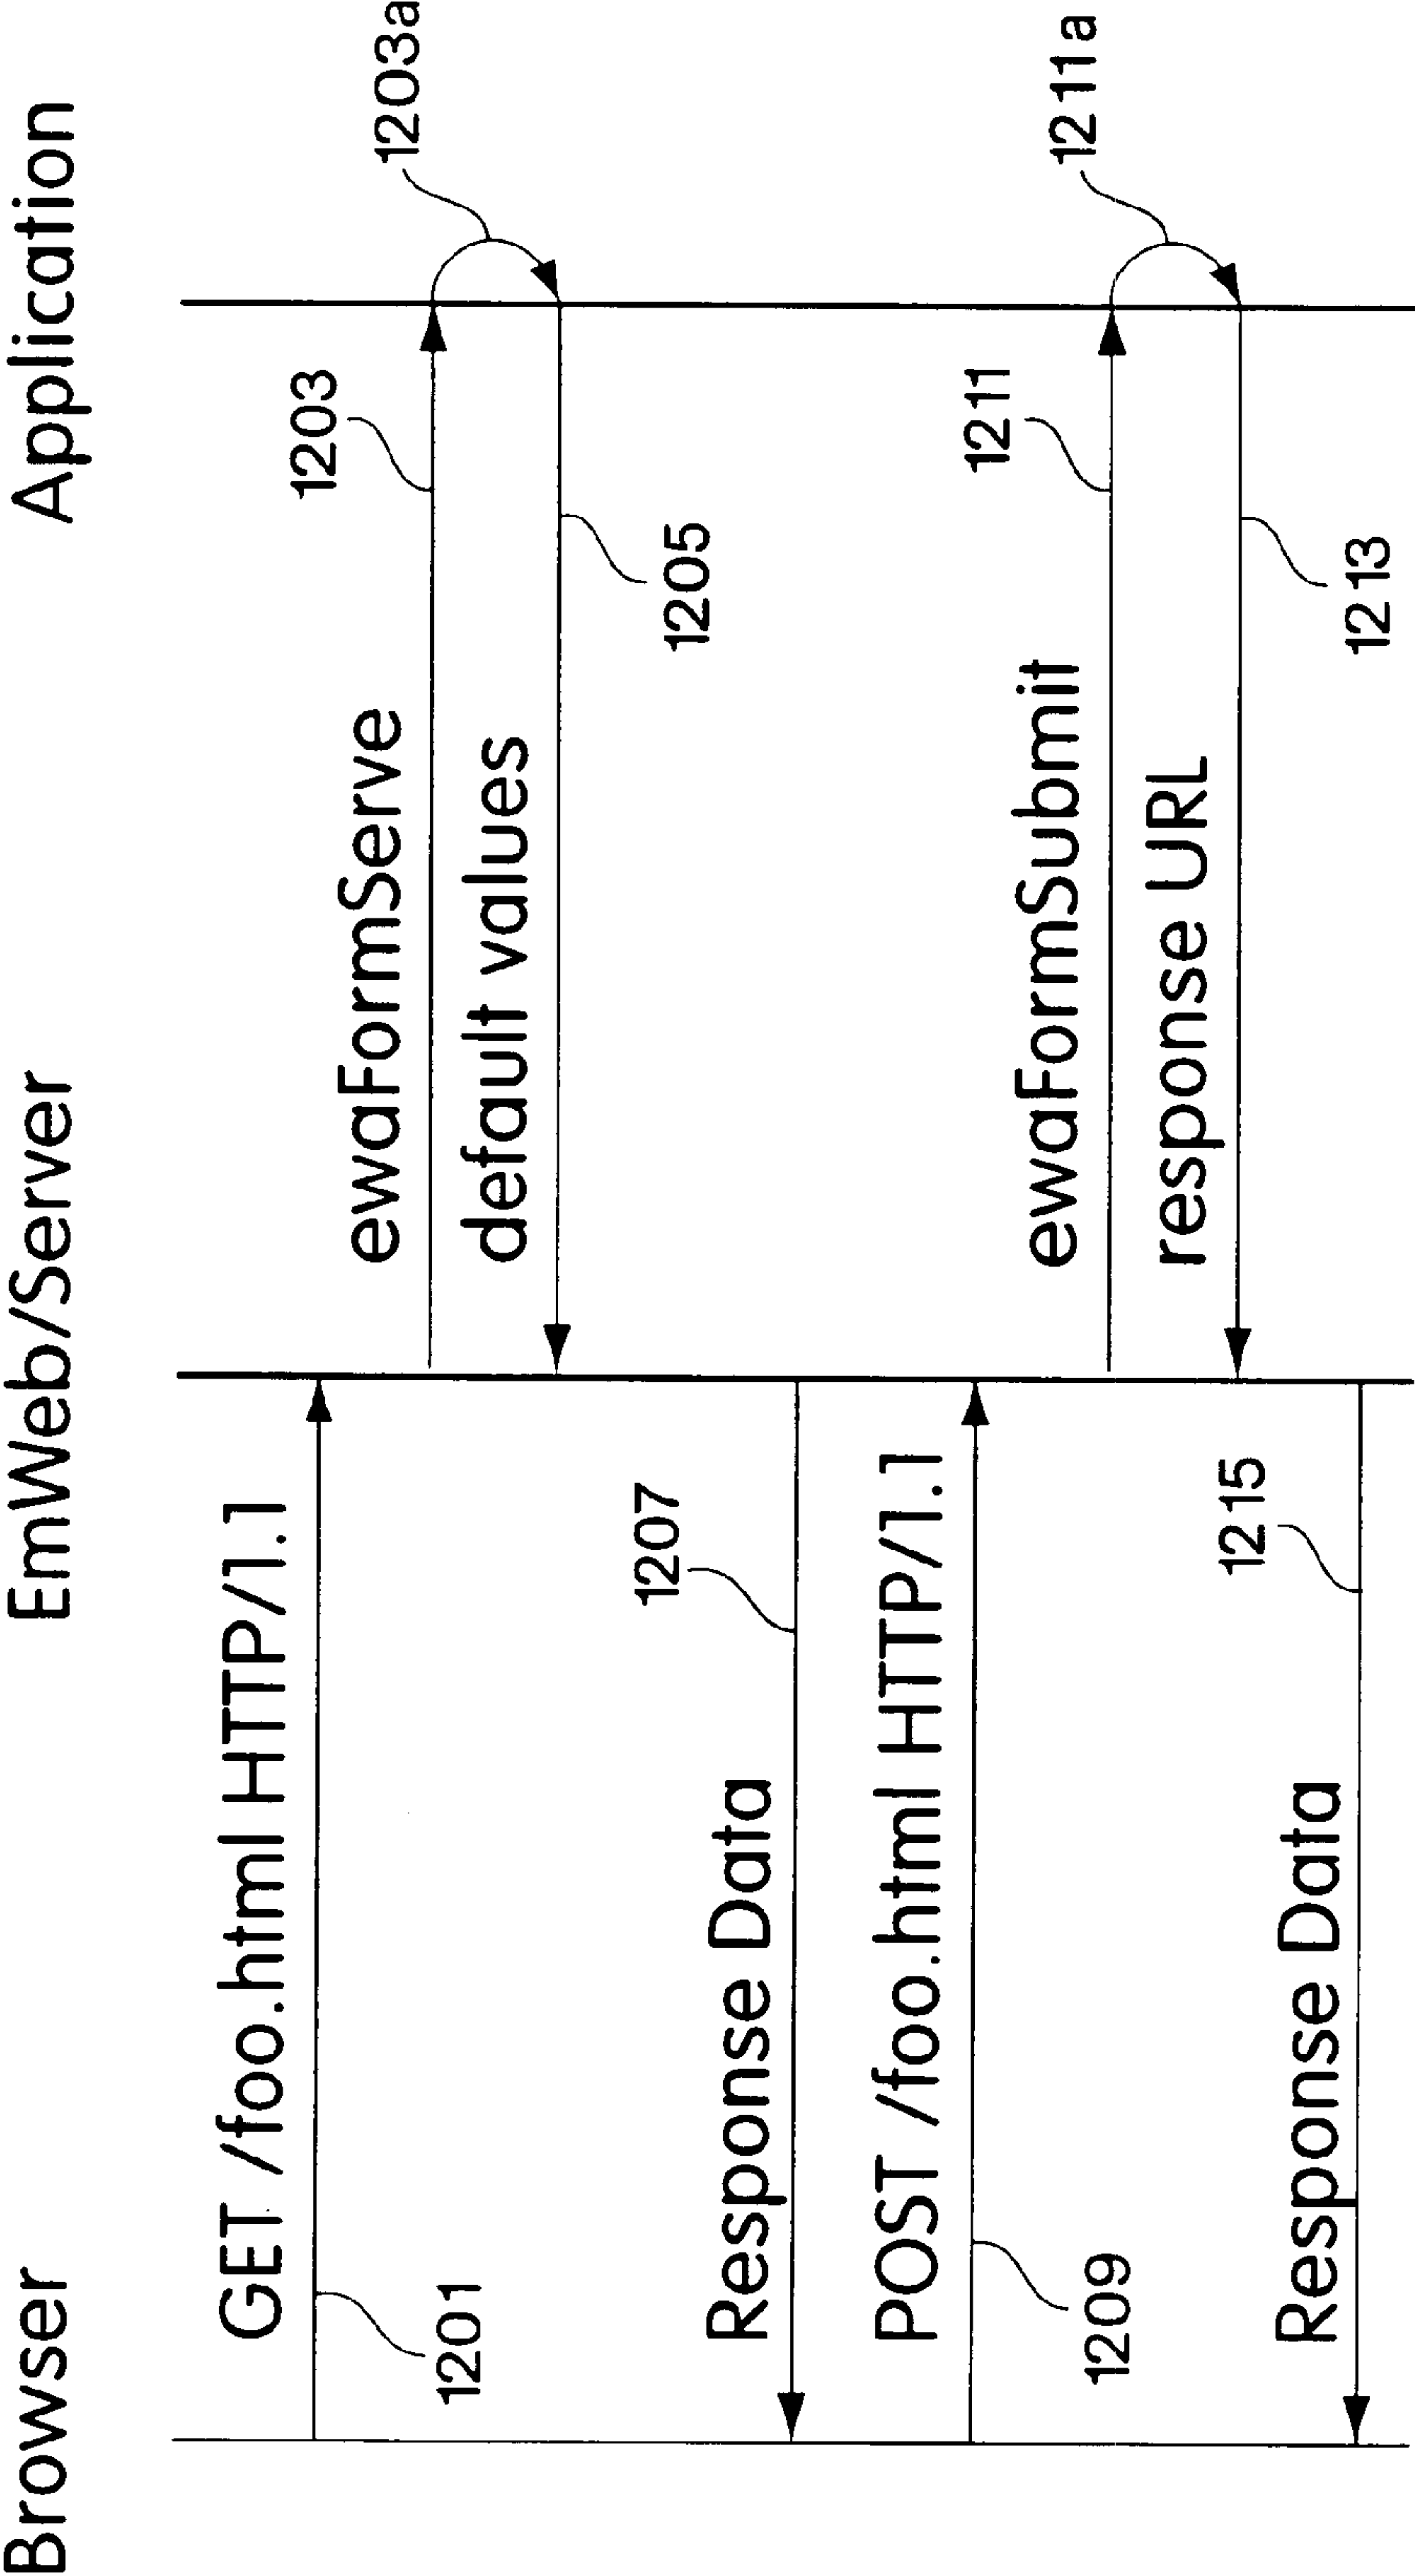 Browser
EmWeb/Server
Application
GET /foo.html HTTP/1.1
1201
ewaFormServe
1203
1203a
default values
1205
Response Data
1207
POST /foo.html HTTP/1.1
1209
ewaFormSubmit
1211
1211a
response URL
1213
Response Data
1215